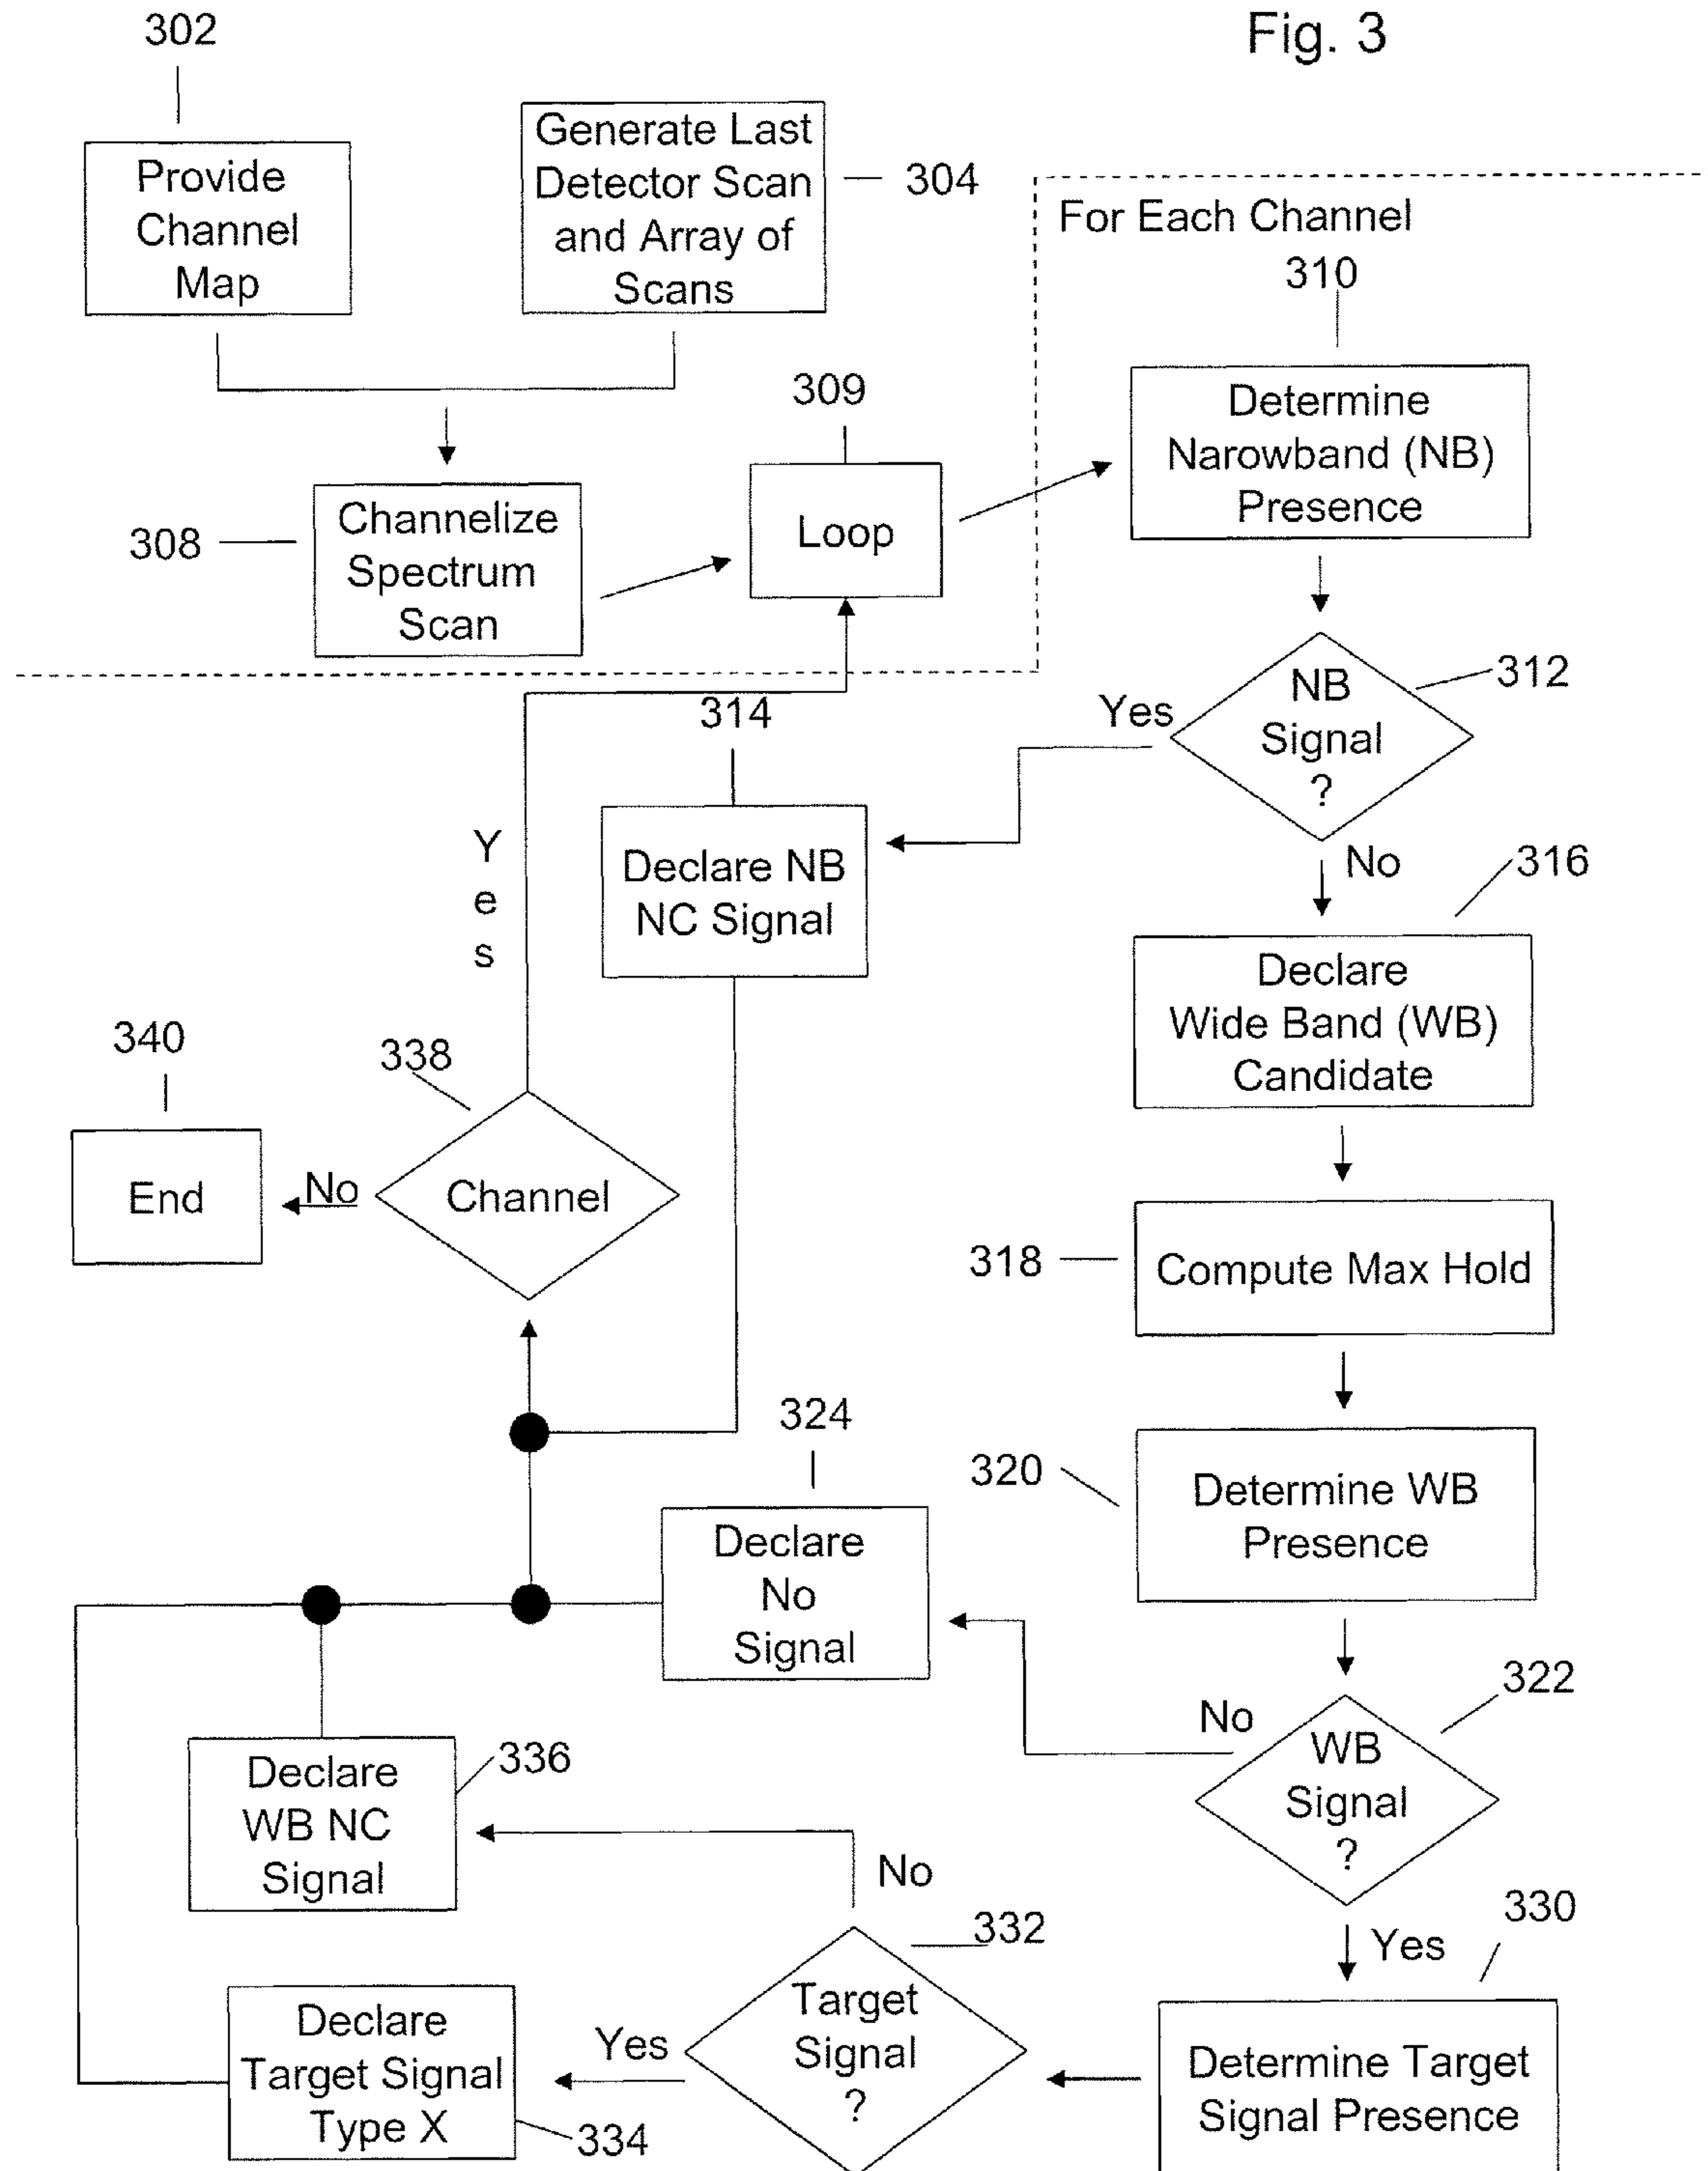 Fig. 3
302
Provide
Channel
Map
Generate Last
Detector Scan
and Array of
Scans
304
For Each Channel
310
Determine
Narowband (NB)
Presence
309
Loop
308
Channelize
Spectrum
Scan
NB
Signal
?
312
Yes
No
314
Declare NB
NC Signal
316
Declare
Wide Band (WB)
Candidate
Y
e
s
340
End
No
338
Channel
318
Compute Max Hold
320
Determine WB
Presence
324
Declare
No
Signal
322
WB
Signal
?
No
Yes
336
Declare
WB NC
Signal
No
332
Target
Signal
?
Yes
330
Determine Target
Signal Presence
Declare
Target Signal
Type X
334